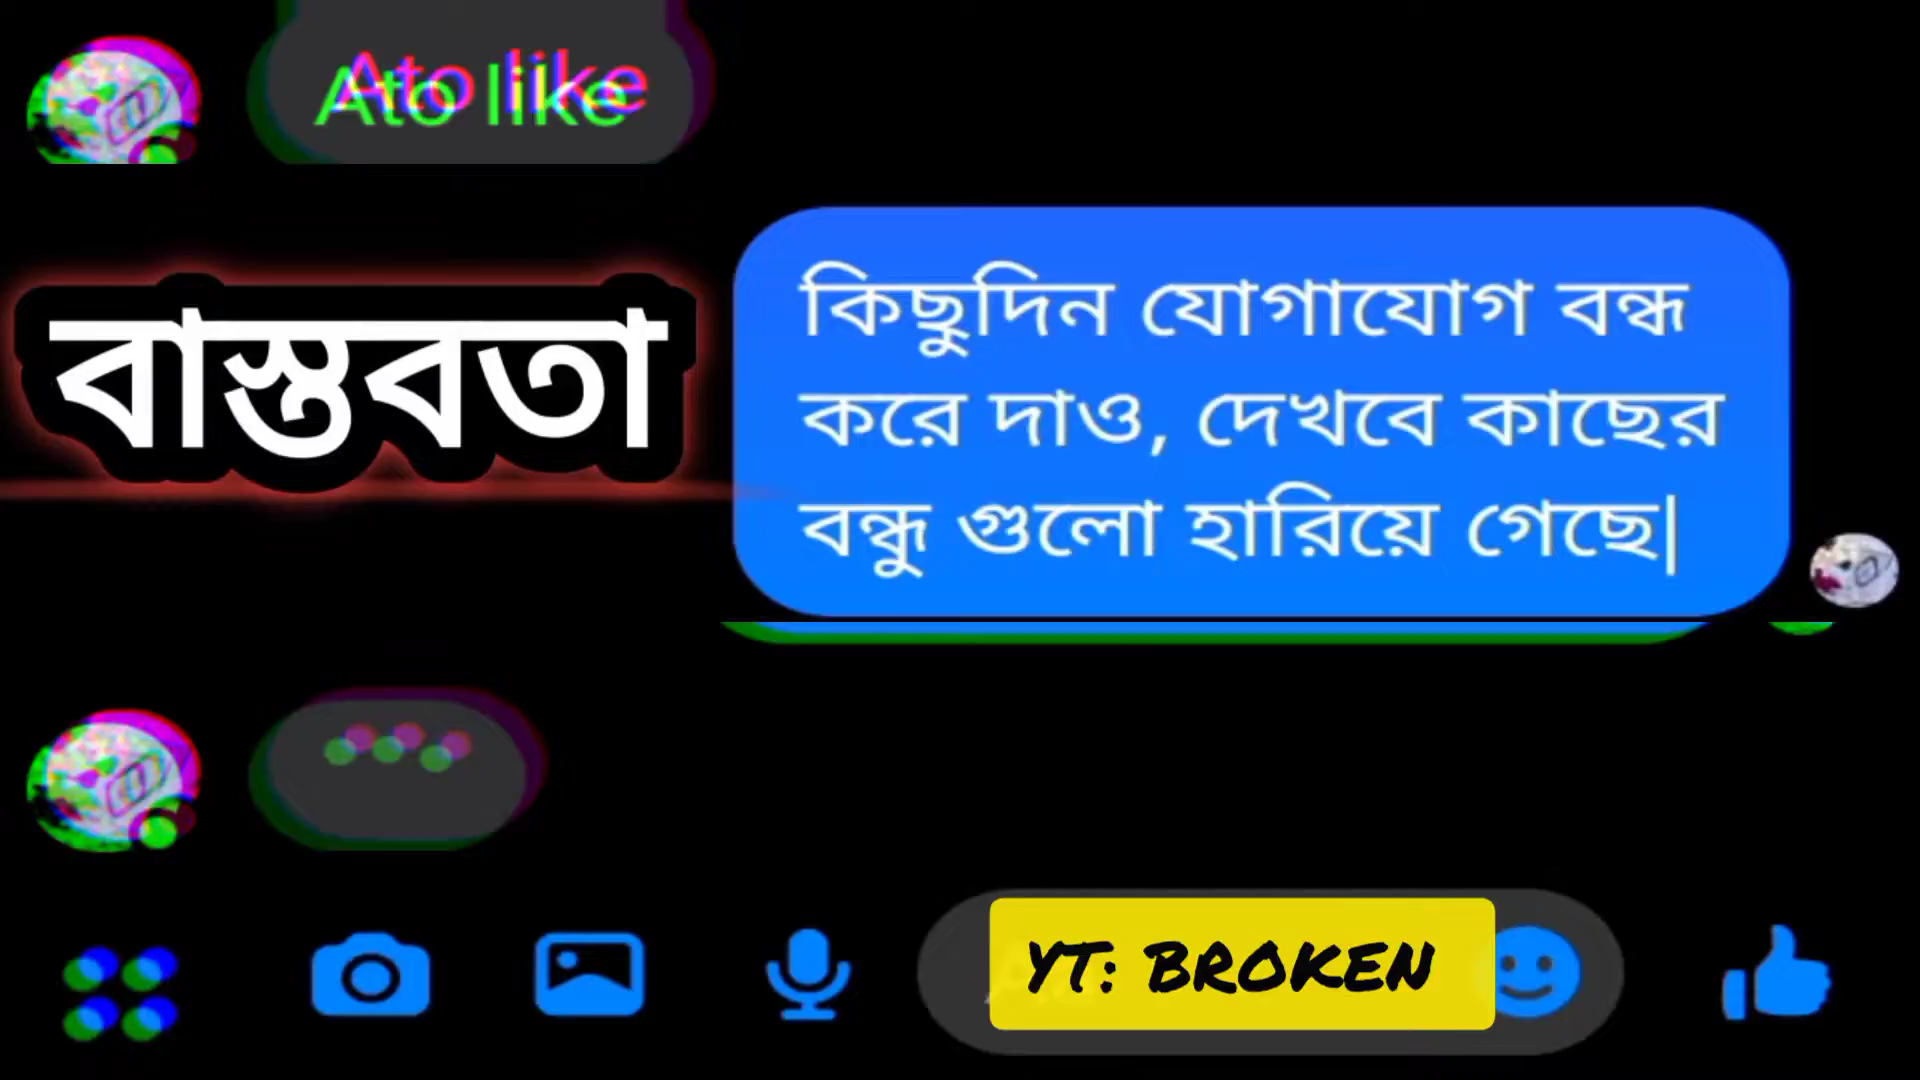 Ato like
বাস্তবতা
কিছুদিন যোগাযোগ বন্ধ
করে দাও, দেখবে কাছের
বন্ধু গুলো হারিয়ে গেছে|
YT: BROKEN